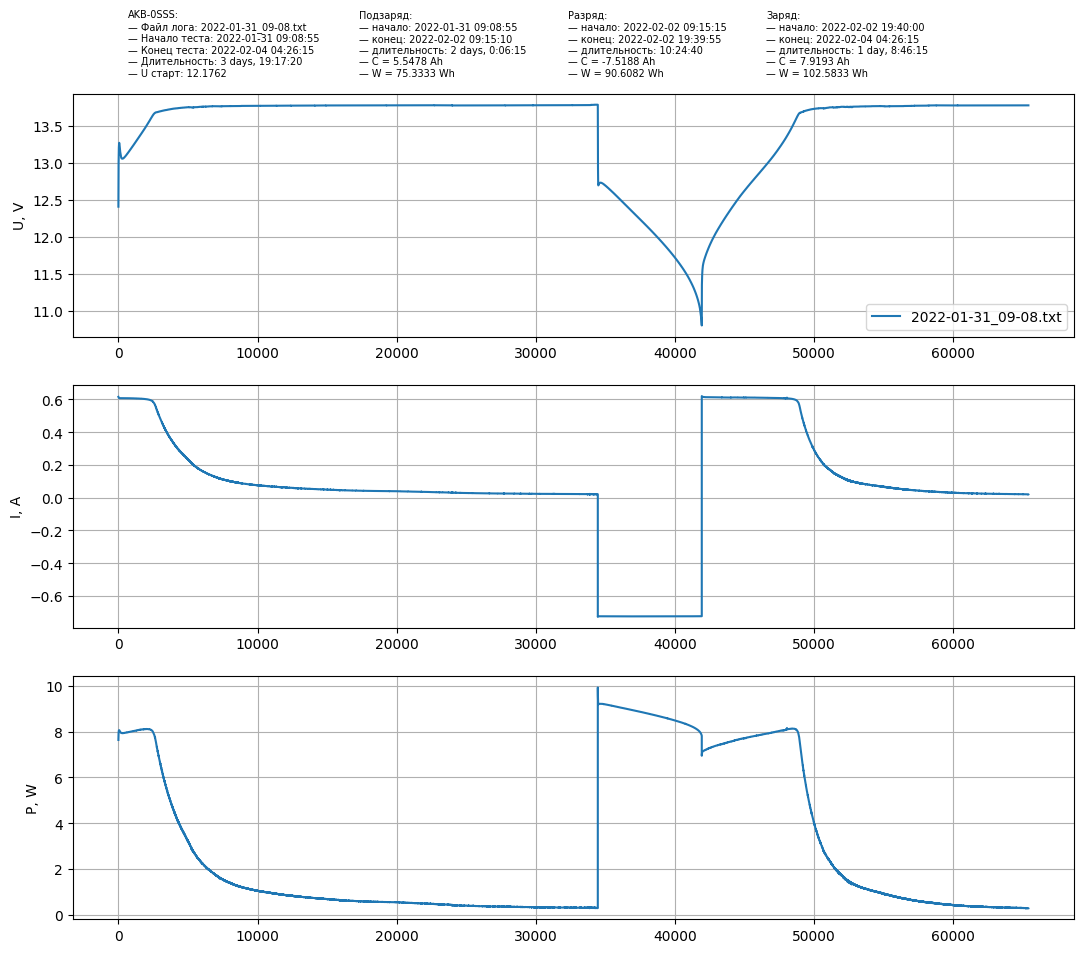 AKB-0SSS:
— Файл лога: 2022-01-31_09-08.txt
— Начало теста: 2022-01-31 09:08:55
— Конец теста: 2022-02-04 04:26:15
— Длительность: 3 days, 19:17:20
— U старт: 12.1762
Подзаряд:
— начало: 2022-01-31 09:08:55
— конец: 2022-02-02 09:15:10
— длительность: 2 days, 0:06:15
— C = 5.5478 Ah
— W = 75.3333 Wh
Разряд:
— начало: 2022-02-02 09:15:15
— конец: 2022-02-02 19:39:55
— длительность: 10:24:40
— C = -7.5188 Ah
— W = 90.6082 Wh
Заряд:
— начало: 2022-02-02 19:40:00
— конец: 2022-02-04 04:26:15
— длительность: 1 day, 8:46:15
— C = 7.9193 Ah
— W = 102.5833 Wh
U, V
13.5
13.0
12.5
12.0
11.5
11.0
2022-01-31_09-08.txt
0 10000 20000 30000 40000 50000 60000
I, A
0.6
0.4
0.2
0.0
−0.2
−0.4
−0.6
0 10000 20000 30000 40000 50000 60000
P, W
10
8
6
4
2
0
0 10000 20000 30000 40000 50000 60000